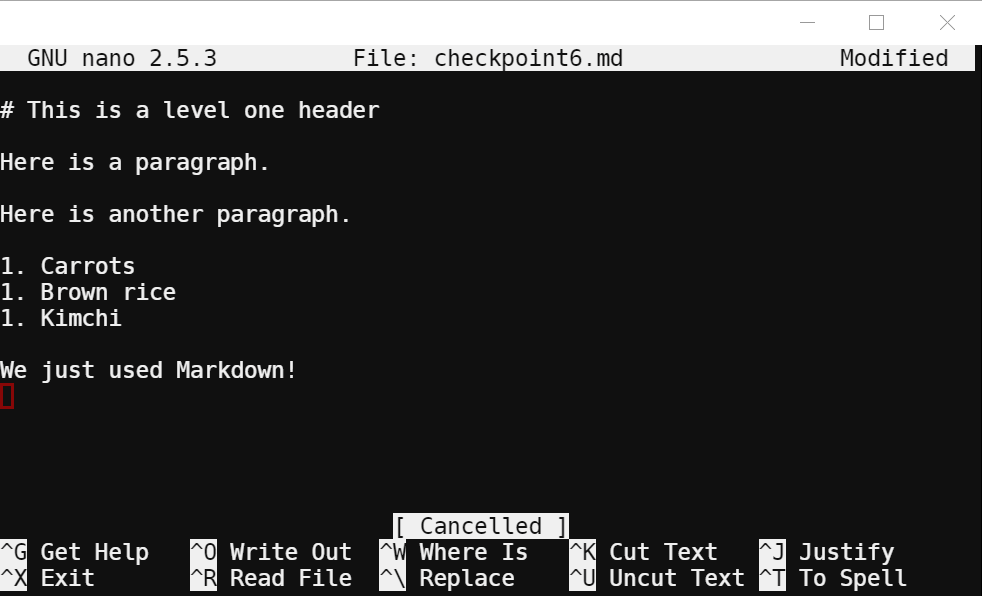 GNU nano 2.5.3 File: checkpoint6.md Modified
# This is a level one header
Here is a paragraph.
Here is another paragraph.
1. Carrots
1. Brown rice
1. Kimchi
We just used Markdown!
[ Cancelled ]
^G Get Help ^O Write Out ^W Where Is ^K Cut Text ^J Justify
^X Exit ^R Read File ^\ Replace ^U Uncut Text ^T To Spell